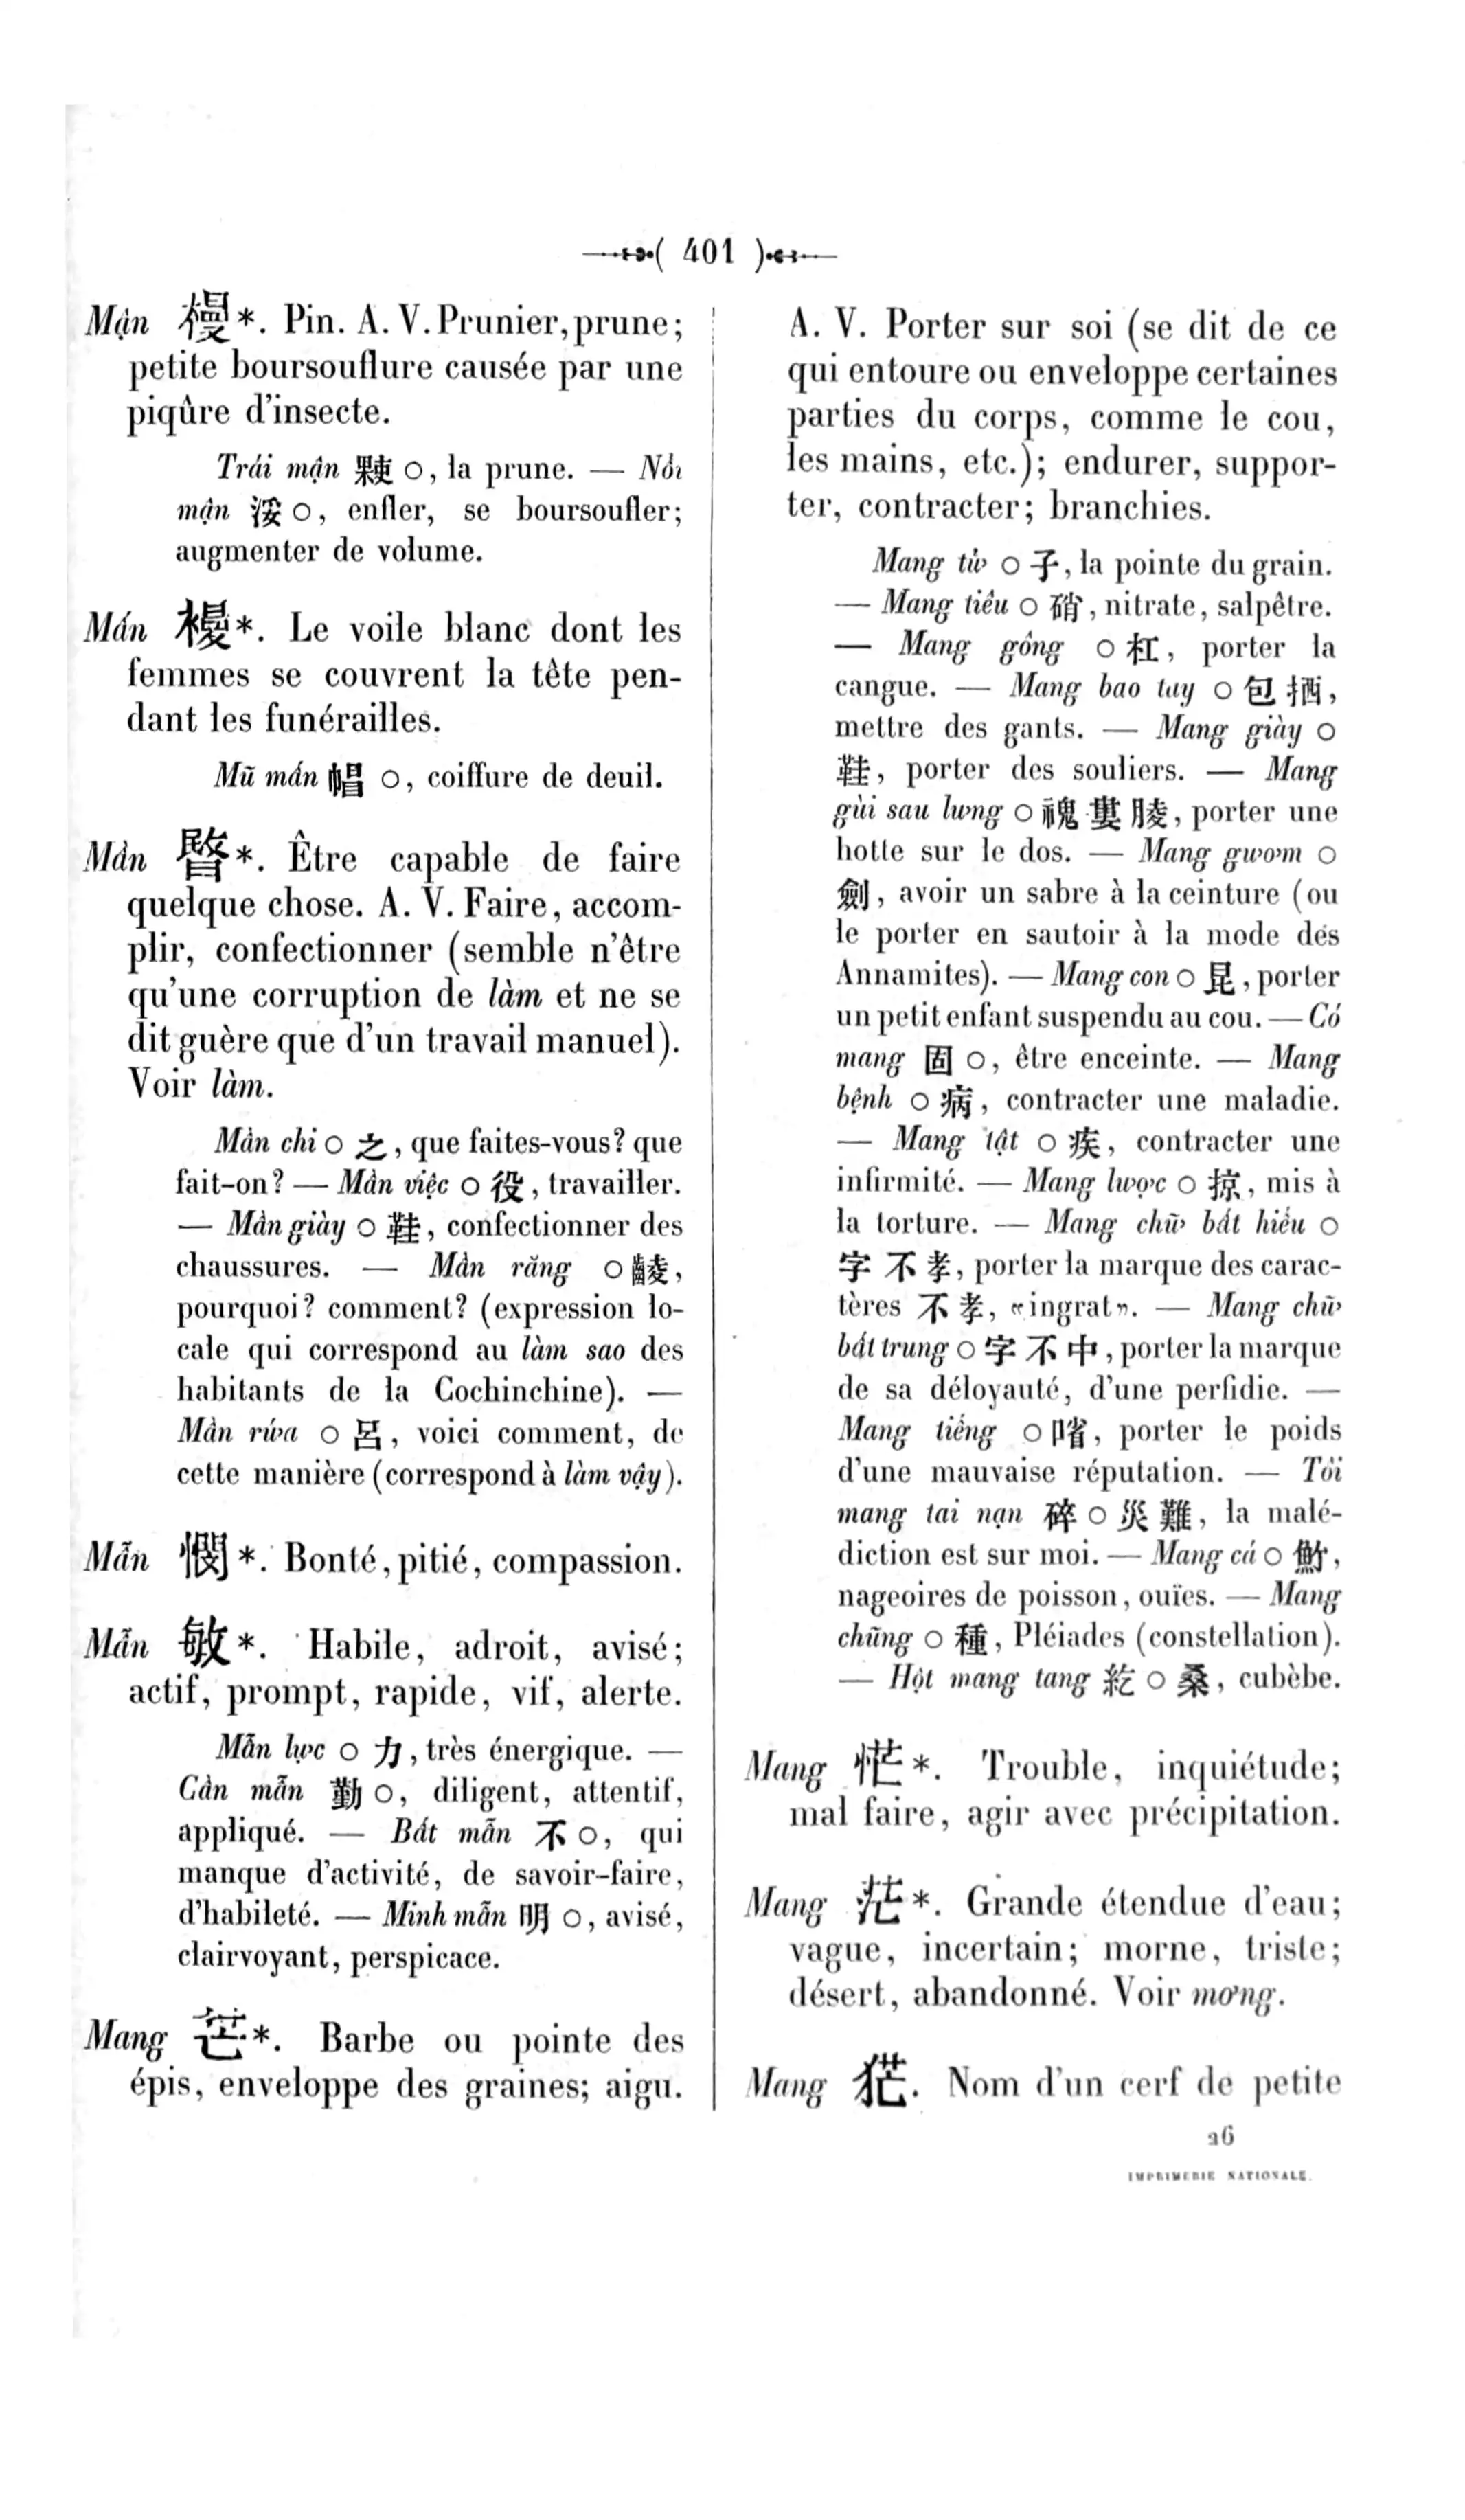 ( 401 )
Mận 槾*. Pin. A. V. Prunier, prune;
petite boursouflure causée par une
piqûre d'insecte.
Trái mận ○, la prune. — Nổi
mận 浽 ○, enfler, se boursoufler;
augmenter de volume.
Mấn *. Le voile blanc dont les
femmes se couvrent la tête pen-
dant les funérailles.
Mũ mấn 帽 ○, coiffure de deuil.
Mần *. Être capable de faire
quelque chose. A. V. Faire, accom-
plir, confectionner (semble n'être
qu'une corruption de làm et ne se
dit guère que d'un travail manuel).
Voir làm.
Mần chi ○ 之, que faites-vous? que
fait-on? — Mần việc ○ 役, travailler.
— Mần giày ○ 鞋, confectionner des
chaussures. — Mần răng ○ 𪘵,
pourquoi? comment? (expression lo-
cale qui correspond au làm sao des
habitants de la Cochinchine). —
Mần rứa ○ 呂, voici comment, de
cette manière (correspond à làm vậy).
Mẫn 憫*. Bonté, pitié, compassion.
Mẫn 敏*. Habile, adroit, avisé;
actif, prompt, rapide, vif, alerte.
Mẫn lực ○ 力, très énergique. —
Cần mẫn 勤 ○, diligent, attentif,
appliqué. — Bất mẫn 不 ○, qui
manque d'activité, de savoir-faire,
d'habileté. — Minh mẫn 明 ○, avisé,
clairvoyant, perspicace.
Mang 芒*. Barbe ou pointe des
épis, enveloppe des graines; aigu.
A. V. Porter sur soi (se dit de ce
qui entoure ou enveloppe certaines
parties du corps, comme le cou,
les mains, etc.); endurer, suppor-
ter, contracter; branchies.
Mang tử ○ 子, la pointe du grain.
— Mang tiêu ○ 硝, nitrate, salpêtre.
— Mang gông ○ 杠, porter la
cangue. — Mang bao tay ○ 包 拪,
mettre des gants. — Mang giày ○
鞋, porter des souliers. — Mang
gùi sau lưng ○, porter une
hotte sur le dos. — Mang gươm ○
劍, avoir un sabre à la ceinture (ou
le porter en sautoir à la mode des
Annamites). — Mang con ○ 昆, porter
un petit enfant suspendu au cou. — Có
mang 固 ○, être enceinte. — Mang
bệnh ○ 病, contracter une maladie.
— Mang tật ○ 疾, contracter une
infirmité. — Mang lược ○ 掠, mis à
la torture. — Mang chữ bất hiếu ○
字 不 孝, porter la marque des carac-
tères 不 孝, «ingrat». — Mang chữ
bất trung ○ 字 不 中, porter la marque
de sa déloyauté, d'une perfidie. —
Mang tiếng ○ 㗂, porter le poids
d'une mauvaise réputation. — Tôi
mang tai nạn 碎 ○ 災 難, la malé-
diction est sur moi. — Mang cá ○,
nageoires de poisson, ouïes. — Mang
chủng ○ 種, Pléiades (constellation).
— Hột mang tang 紇 ○ 桑, cubèbe.
Mang 恾*. Trouble, inquiétude;
mal faire, agir avec précipitation.
Mang 茫*. Grande étendue d'eau;
vague, incertain; morne, triste;
désert, abandonné. Voir mơng.
Mang. Nom d'un cerf de petite
26
IMPRIMERIE NATIONALE.